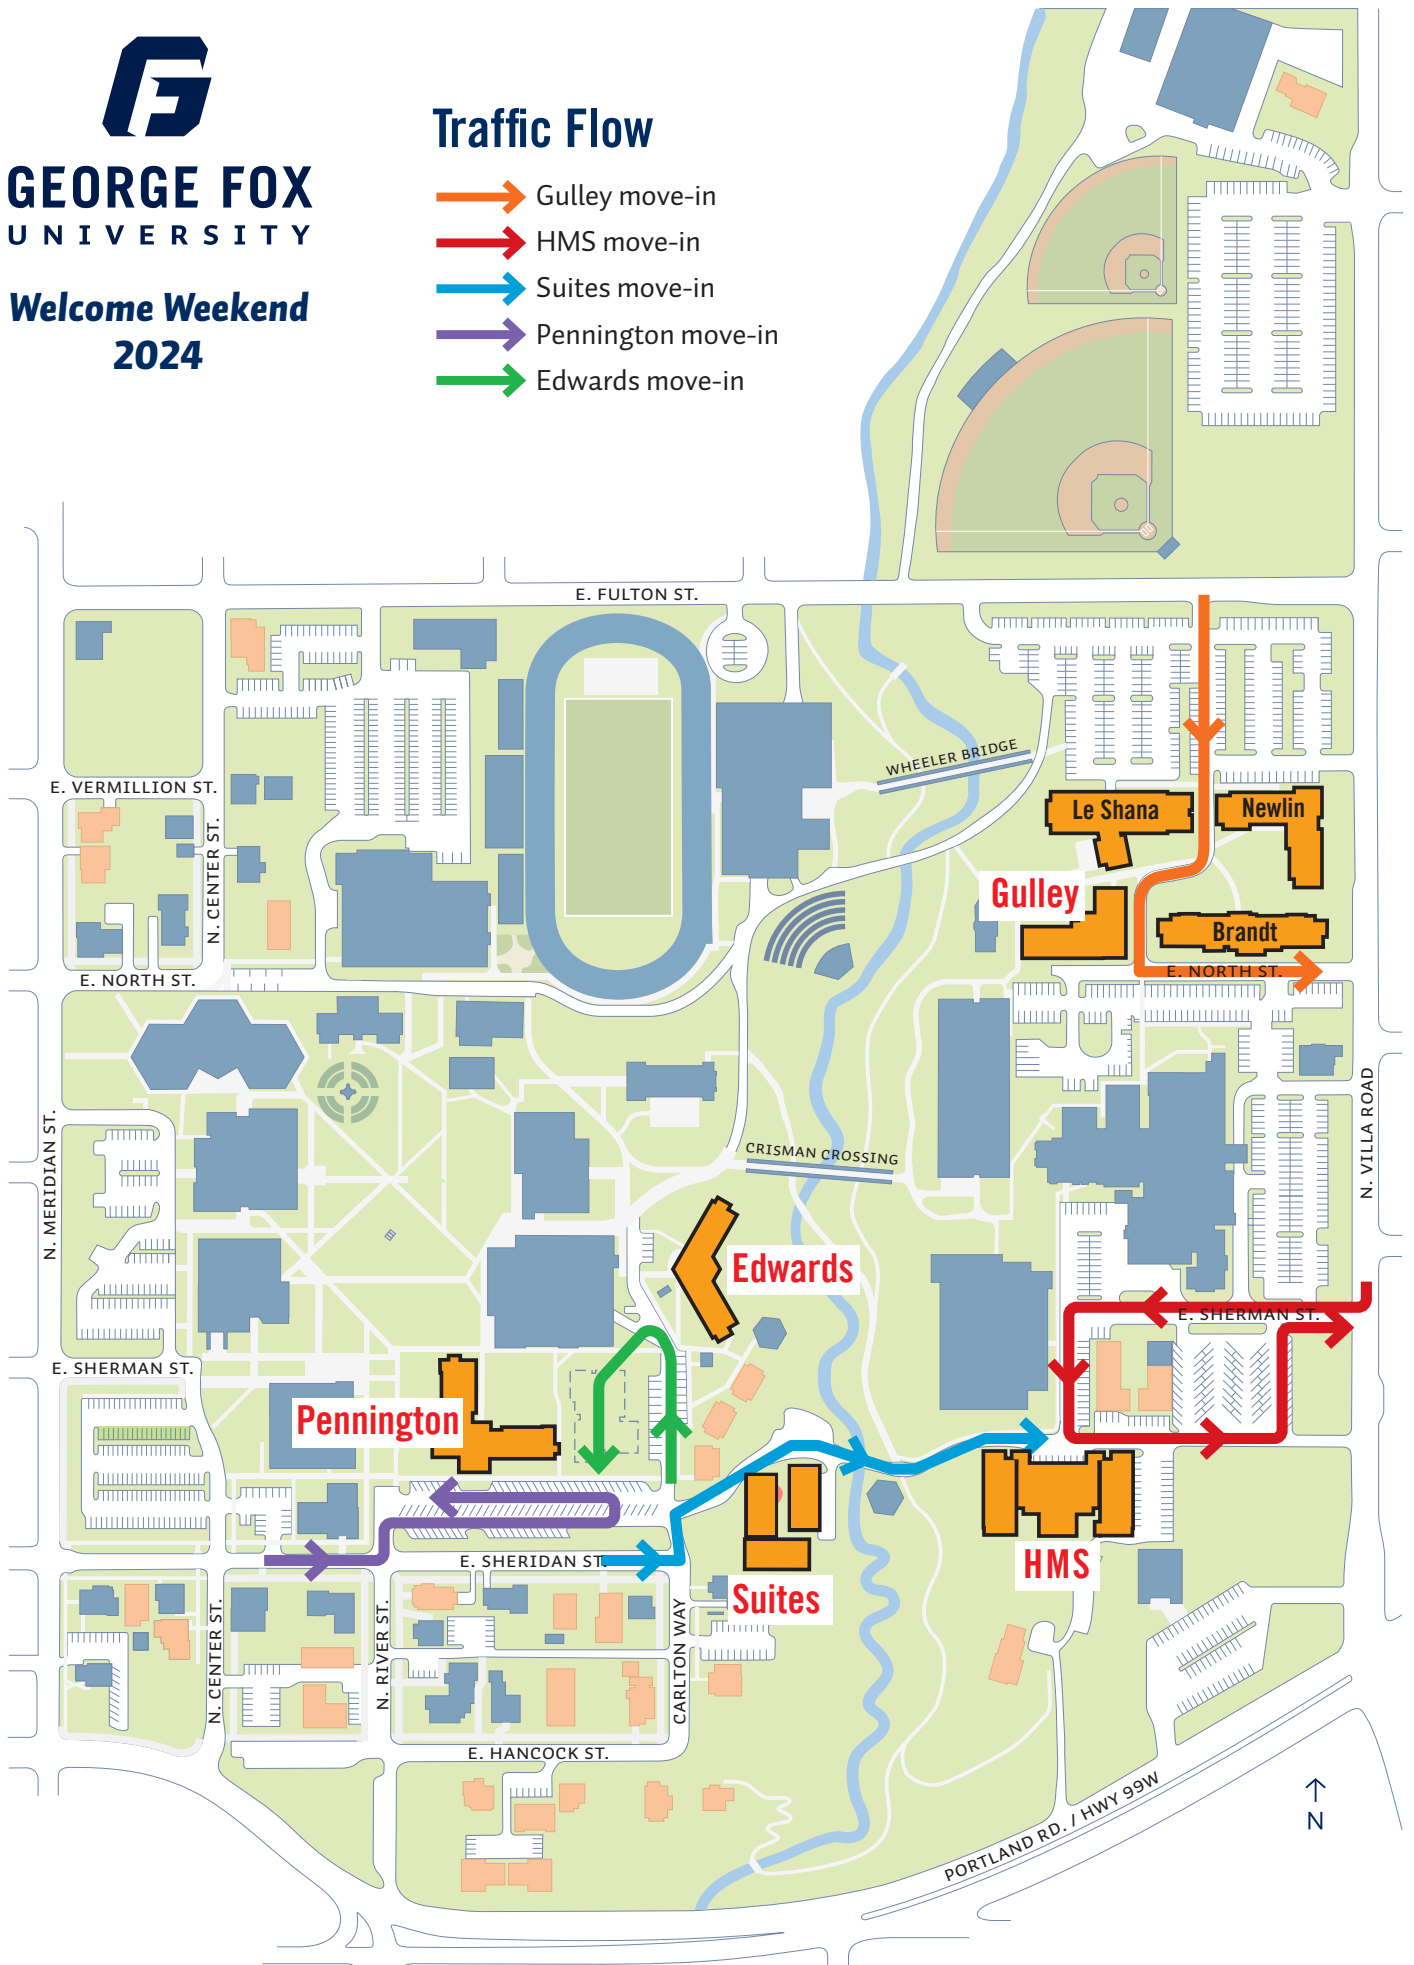 GEORGE FOX
UNIVERSITY
Welcome Weekend
2024
Traffic Flow
Gulley move-in
HMS move-in
Suites move-in
Pennington move-in
Edwards move-in
E. FULTON ST.
WHEELER BRIDGE
E. VERMILLION ST.
N. CENTER ST.
Le Shana
Newlin
Gulley
Brandt
E. NORTH ST.
E. NORTH ST.
N. MERIDIAN ST.
N. VILLA ROAD
CRISMAN CROSSING
Edwards
E. SHERMAN ST.
E. SHERMAN ST.
Pennington
E. SHERIDAN ST.
HMS
Suites
N. CENTER ST.
N. RIVER ST.
CARLTON WAY
E. HANCOCK ST.
PORTLAND RD. / HWY 99W
N